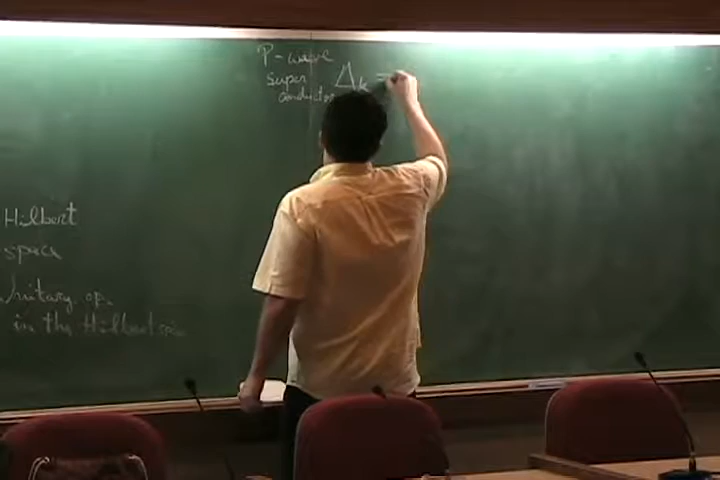 P-wave
Super Δk =
conductor
Hilbert
space
Unitary op.
in the Hilbert